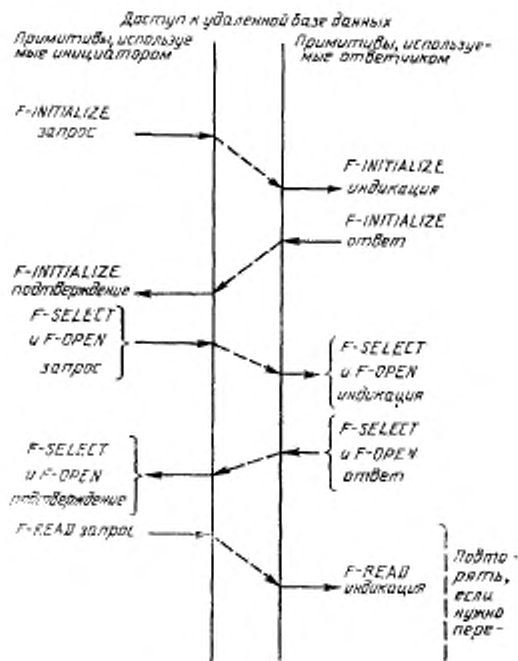 Доступ к удаленной базе данных
Примитивы, используе
мые инициатором
Примитивы, используе-
мые ответчиком
F-INITIALIZE
запрос
F-INITIALIZE
индикация
F-INITIALIZE
ответ
F-INITIALIZE
подтверждение
F-SELECT
и F-OPEN
запрос
F-SELECT
и F-OPEN
индикация
F-SELECT
и F-OPEN
ответ
F-SELECT
и F-OPEN
подтверждение
F-READ запрос
F-READ
индикация
Повто-
рять,
если
нужно
пере-